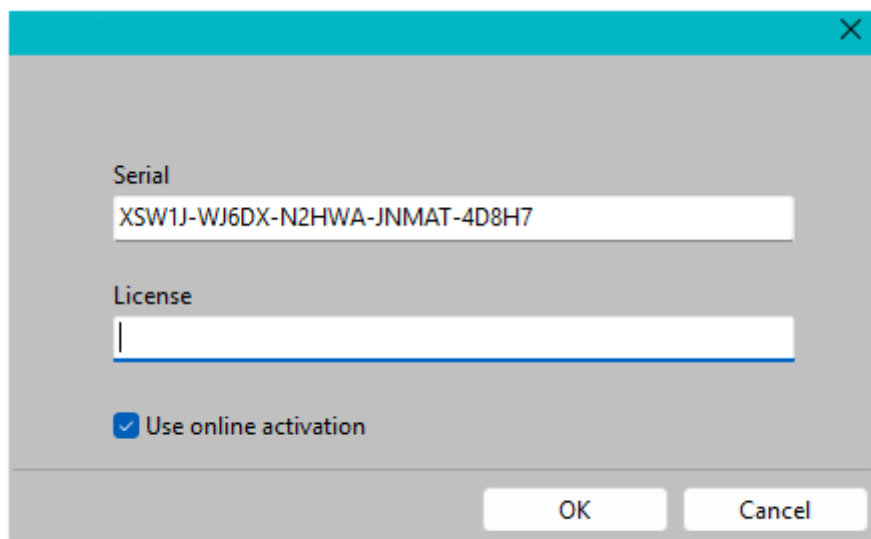 Serial
XSW1J-WJ6DX-N2HWA-JNMAT-4D8H7
License
Use online activation
OK
Cancel